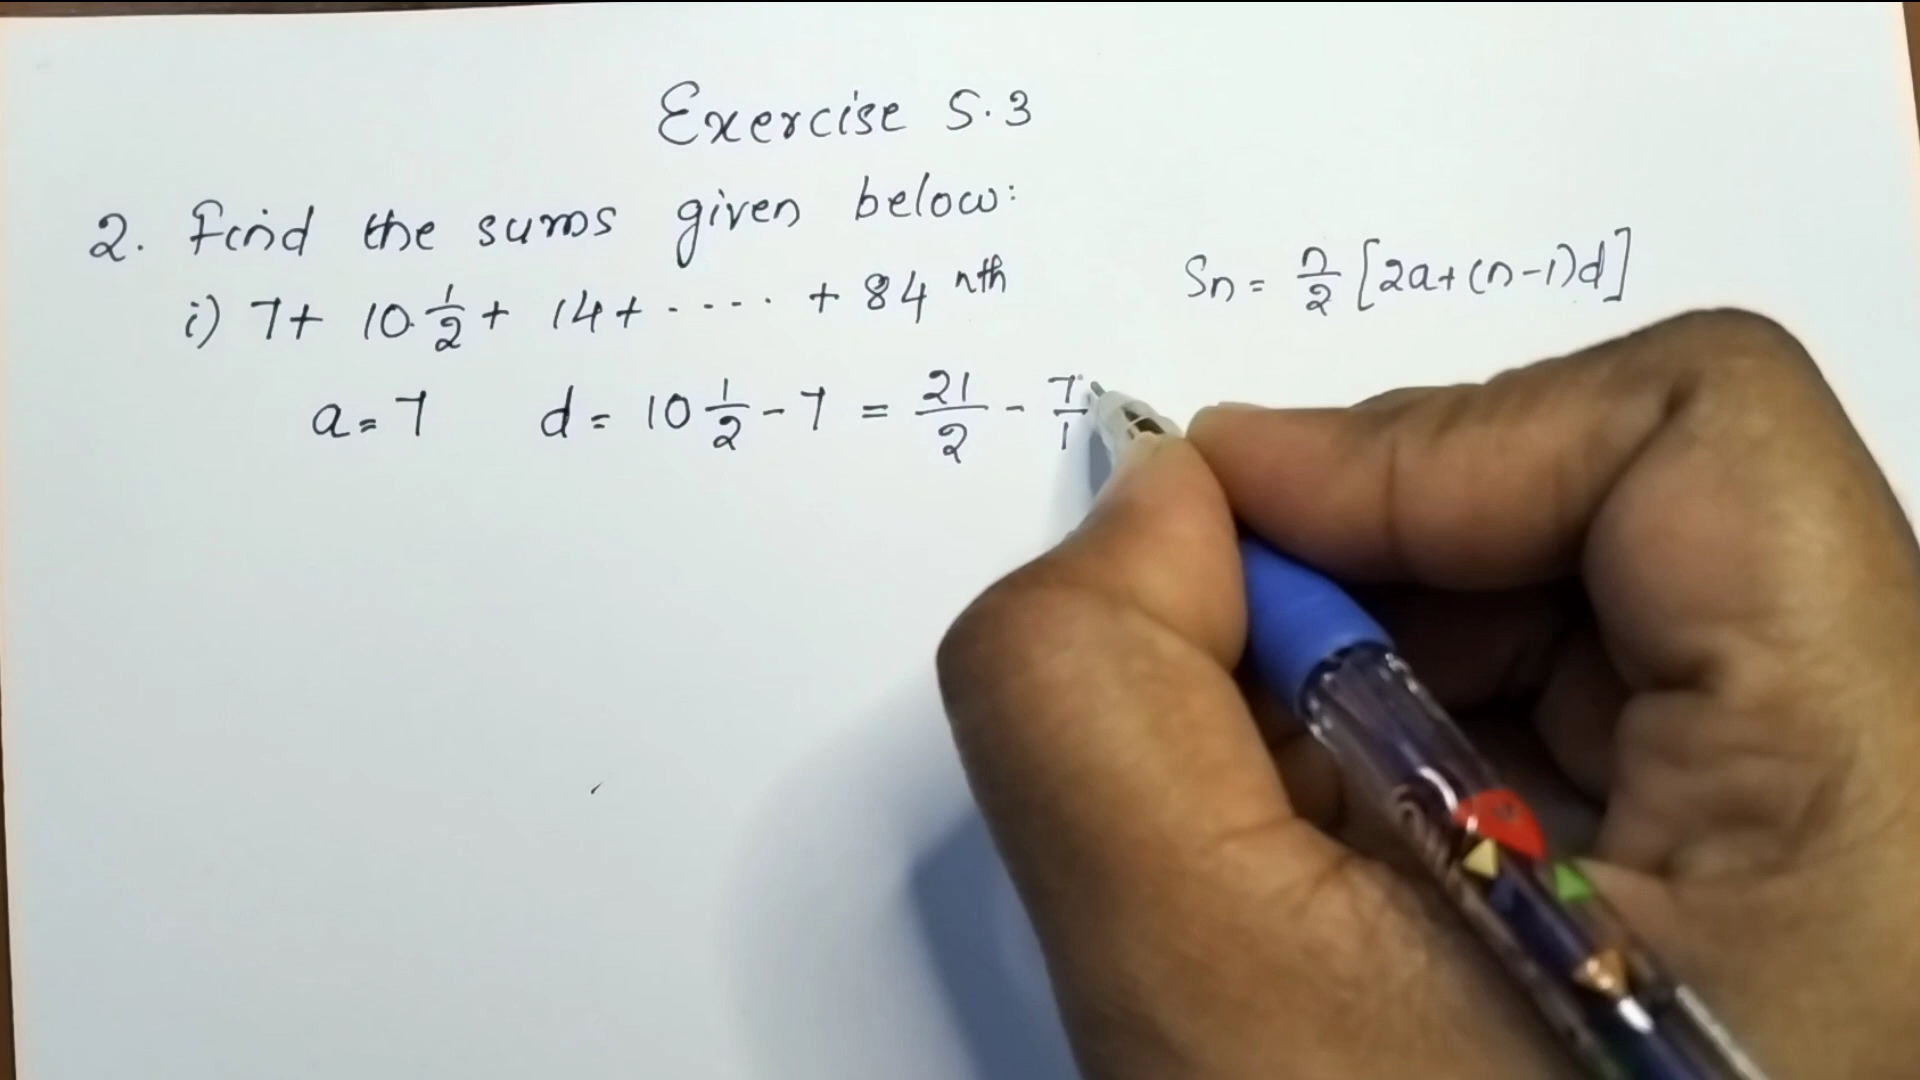 Exercise 5.3
2. Find the sums given below:
i) 7+ 10 1/2 + 14+ ..... + 84 nth
Sn = n/2 [2a+(n-1)d]
a = 7 d = 10 1/2 - 7 = 21/2 - 7/1